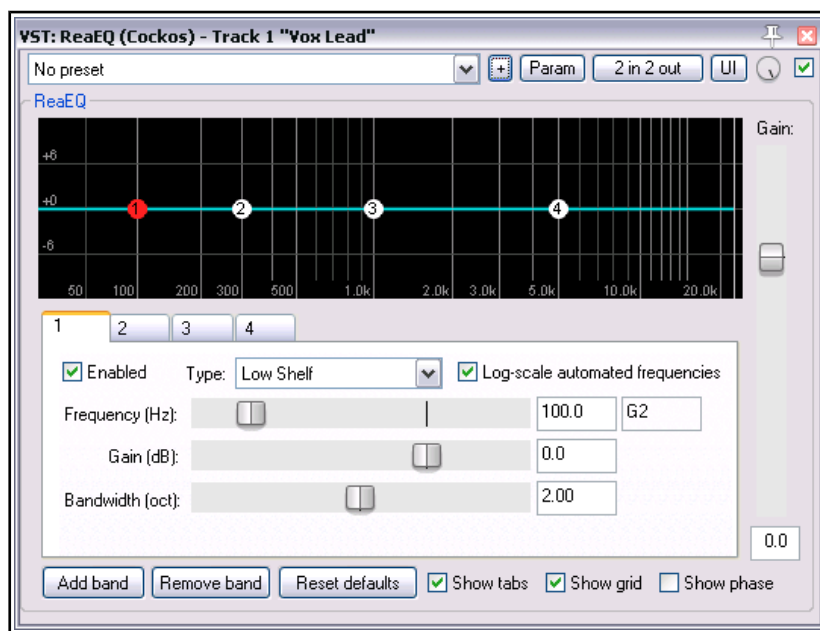 VST: ReaEQ (Cockos) - Track 1 "Vox Lead"
No preset + Param 2 in 2 out UI
ReaEQ
Gain:
+6
+0 1 2 3 4
-6
50 100 200 300 500 1.0k 2.0k 3.0k 5.0k 10.0k 20.0k
1 2 3 4
Enabled Type: Low Shelf Log-scale automated frequencies
Frequency (Hz): 100.0 G2
Gain (dB): 0.0
Bandwidth (oct): 2.00
0.0
Add band Remove band Reset defaults Show tabs Show grid Show phase